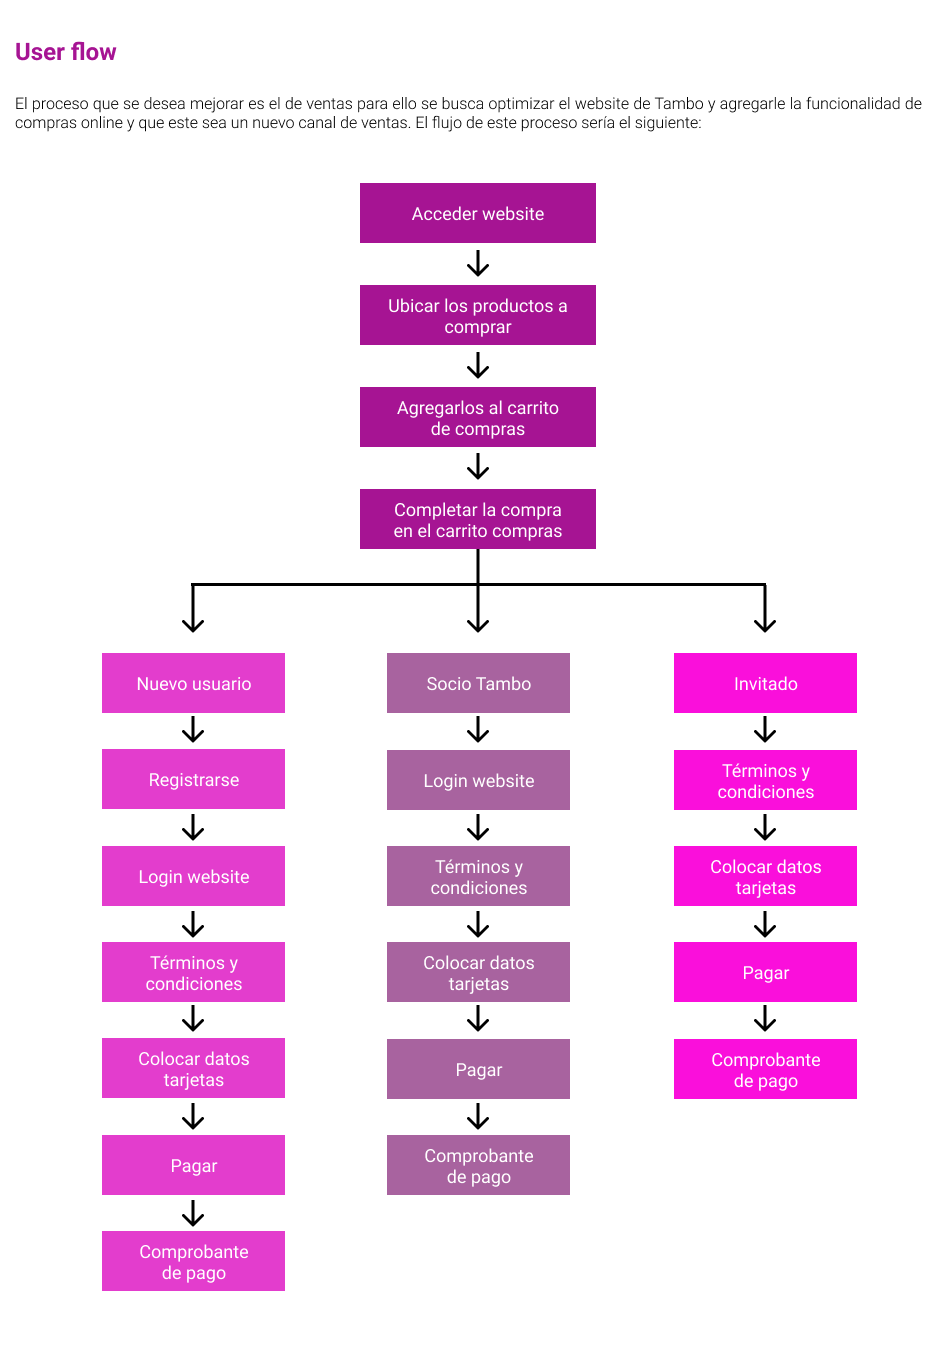 User flow
El proceso que se desea mejorar es el de ventas para ello se busca optimizar el website de Tambo y agregarle la funcionalidad de
compras online y que este sea un nuevo canal de ventas. El flujo de este proceso sería el siguiente:
Acceder website
Ubicar los productos a
comprar
Agregarlos al carrito
de compras
Completar la compra
en el carrito compras
Nuevo usuario
Registrarse
Login website
Términos y
condiciones
Colocar datos
tarjetas
Pagar
Comprobante
de pago
Socio Tambo
Login website
Términos y
condiciones
Colocar datos
tarjetas
Pagar
Comprobante
de pago
Invitado
Términos y
condiciones
Colocar datos
tarjetas
Pagar
Comprobante
de pago